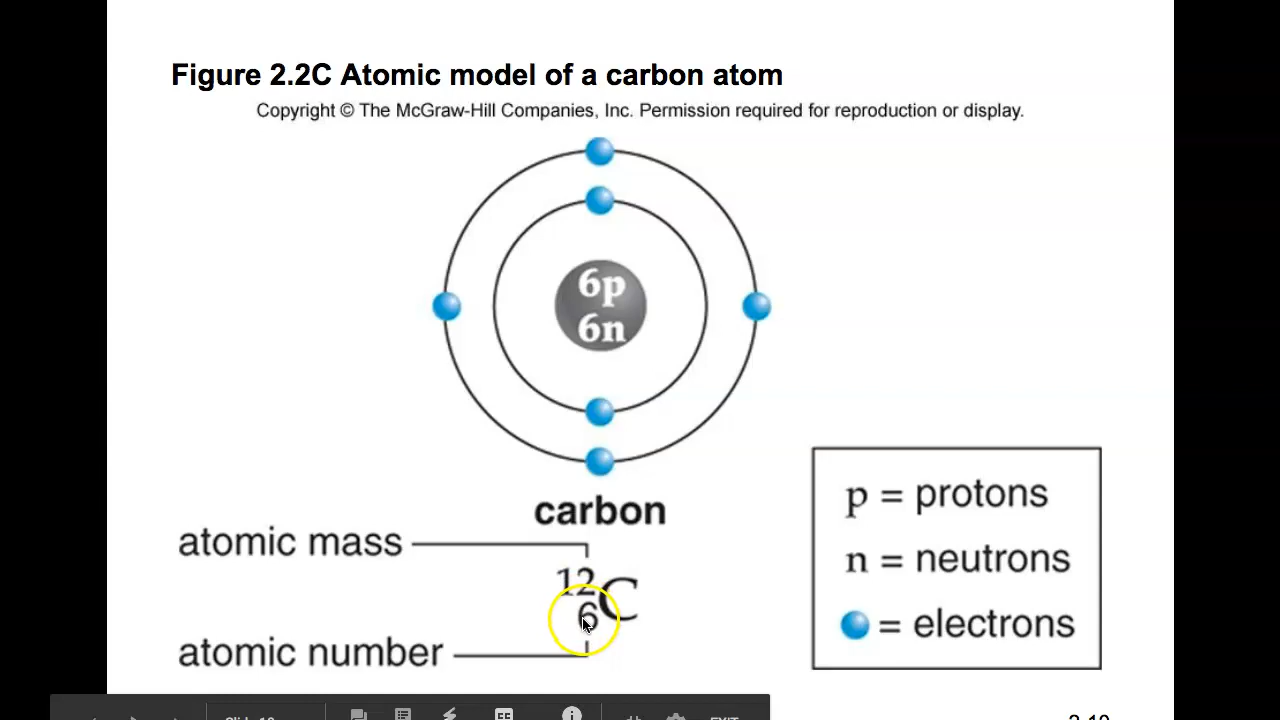 Figure 2.2C Atomic model of a carbon atom
Copyright © The McGraw-Hill Companies, Inc. Permission required for reproduction or display.
6p
6n
carbon
atomic mass
12
C
6
atomic number
p = protons
n = neutrons
= electrons